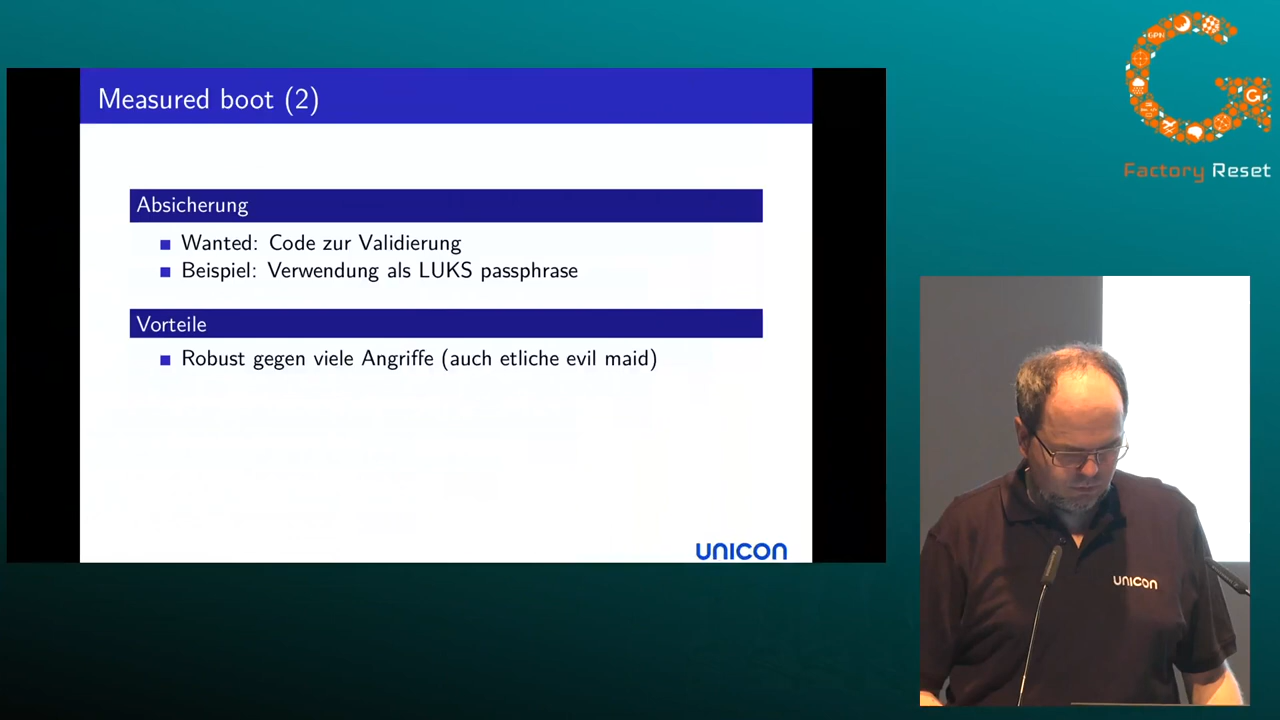 Measured boot (2)
Absicherung
Wanted: Code zur Validierung
Beispiel: Verwendung als LUKS passphrase
Vorteile
Robust gegen viele Angriffe (auch etliche evil maid)
UNICON
Factory Reset
UNICON